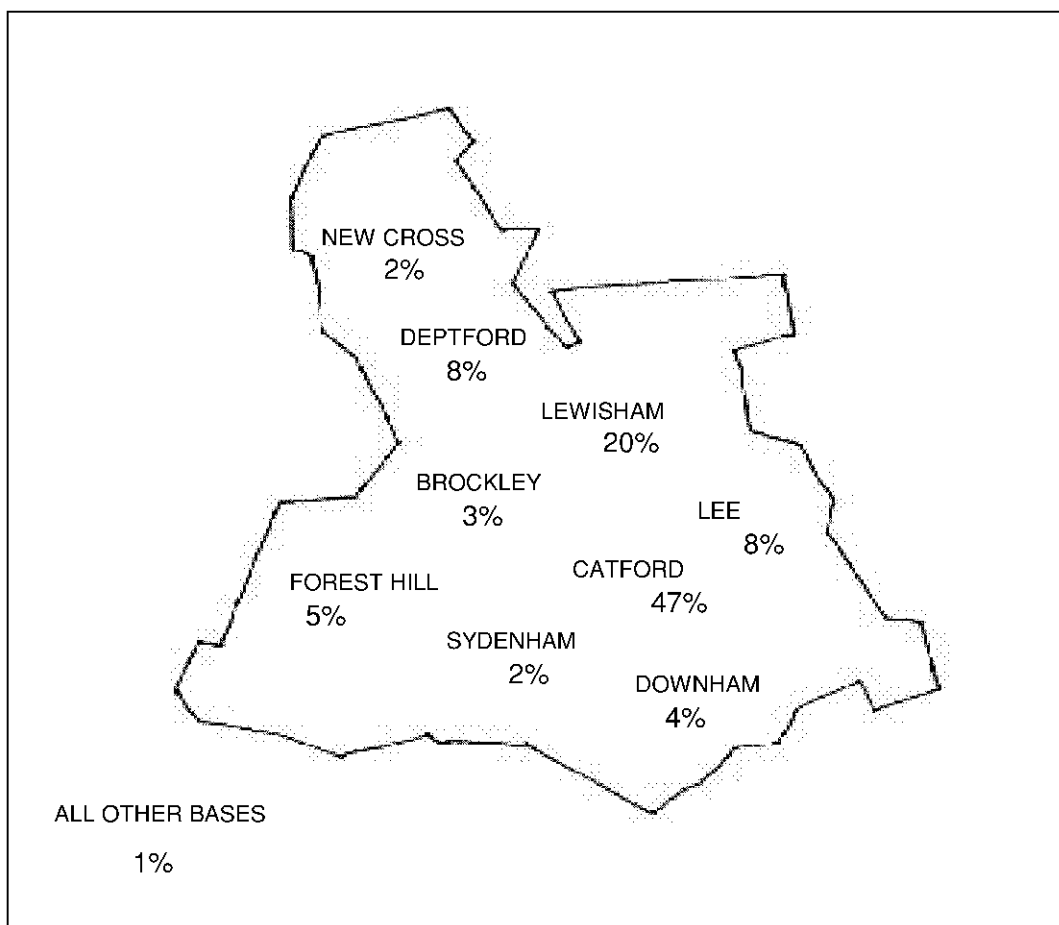 NEW CROSS
2%
DEPTFORD
8%
LEWISHAM
20%
BROCKLEY
3%
LEE
8%
CATFORD
47%
FOREST HILL
5%
SYDENHAM
2%
DOWNHAM
4%
ALL OTHER BASES
1%